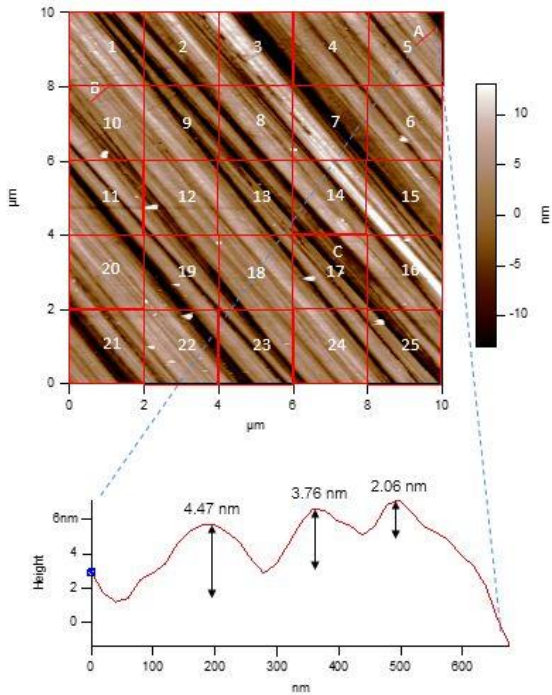 10
8
6
4
2
0
µm
0 2 4 6 8 10
µm
1 2 3 4 5 A
B
10 9 8 7 6
11 12 13 14 15
20 19 18 C 17 16
21 22 23 24 25
10
5
0
-5
-10
nm
4.47 nm 3.76 nm 2.06 nm
6nm
4
2
0
Height
0 100 200 300 400 500 600
nm